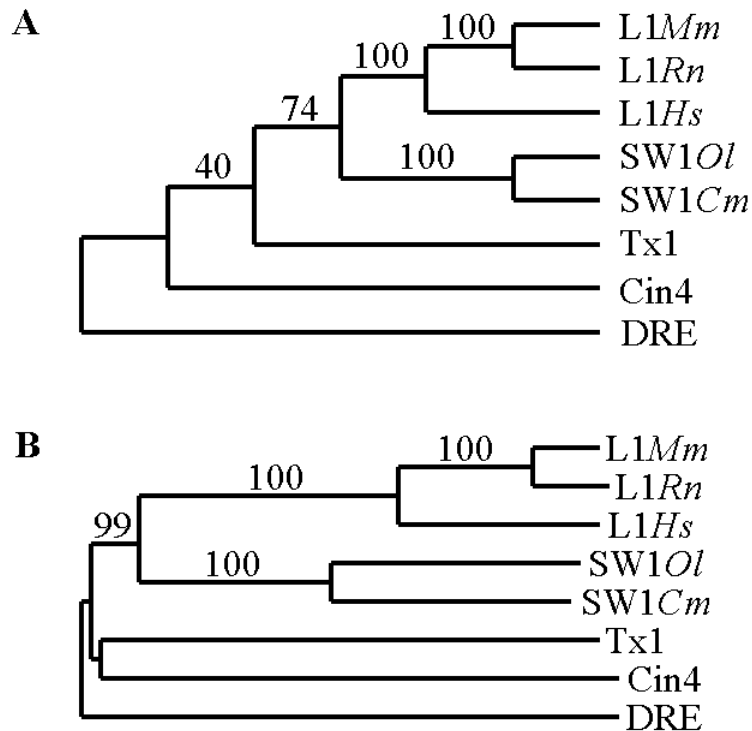 A
100
L1Mm
100
L1Rn
74
L1Hs
100
SW1Ol
40
SW1Cm
Tx1
Cin4
DRE
B
100
L1Mm
100
L1Rn
99
L1Hs
100
SW1Ol
SW1Cm
Tx1
Cin4
DRE